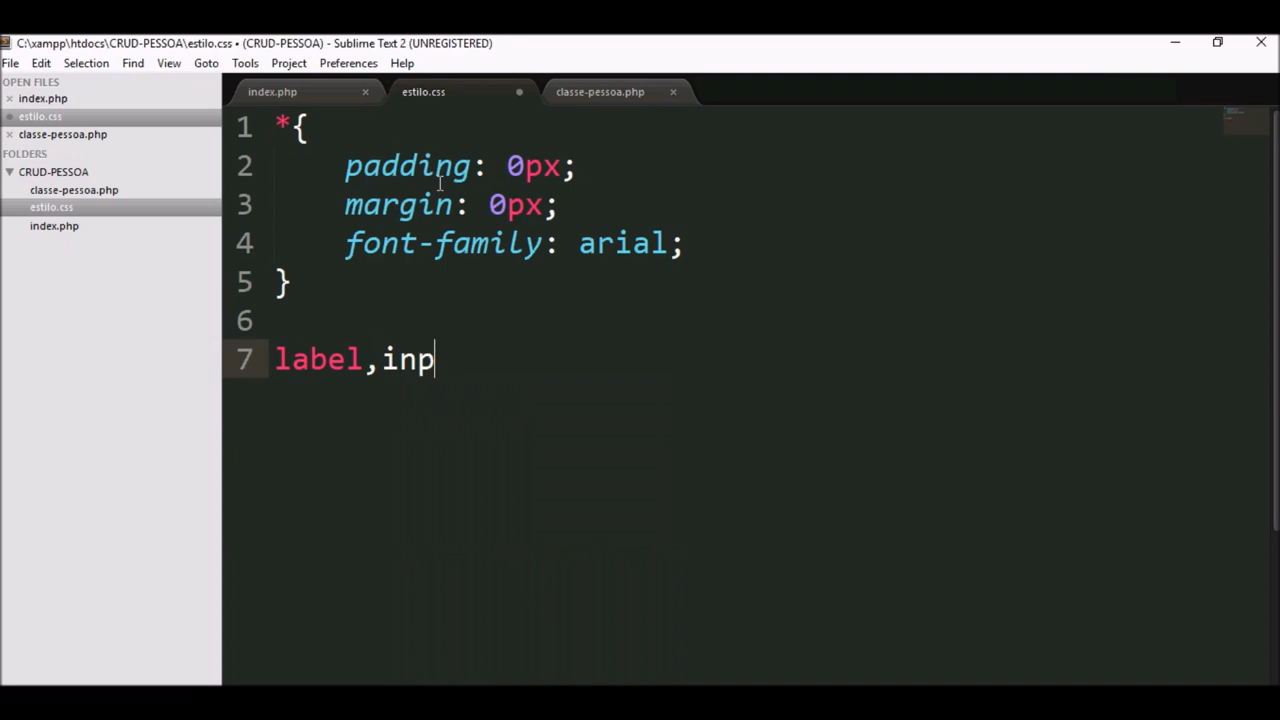 C:\xampp\htdocs\CRUD-PESSOA\estilo.css • (CRUD-PESSOA) - Sublime Text 2 (UNREGISTERED)
File Edit Selection Find View Goto Tools Project Preferences Help
OPEN FILES
index.php
estilo.css
classe-pessoa.php
FOLDERS
CRUD-PESSOA
classe-pessoa.php
estilo.css
index.php
index.php estilo.css classe-pessoa.php
1 *{
2 padding: 0px;
3 margin: 0px;
4 font-family: arial;
5 }
6
7 label,inp